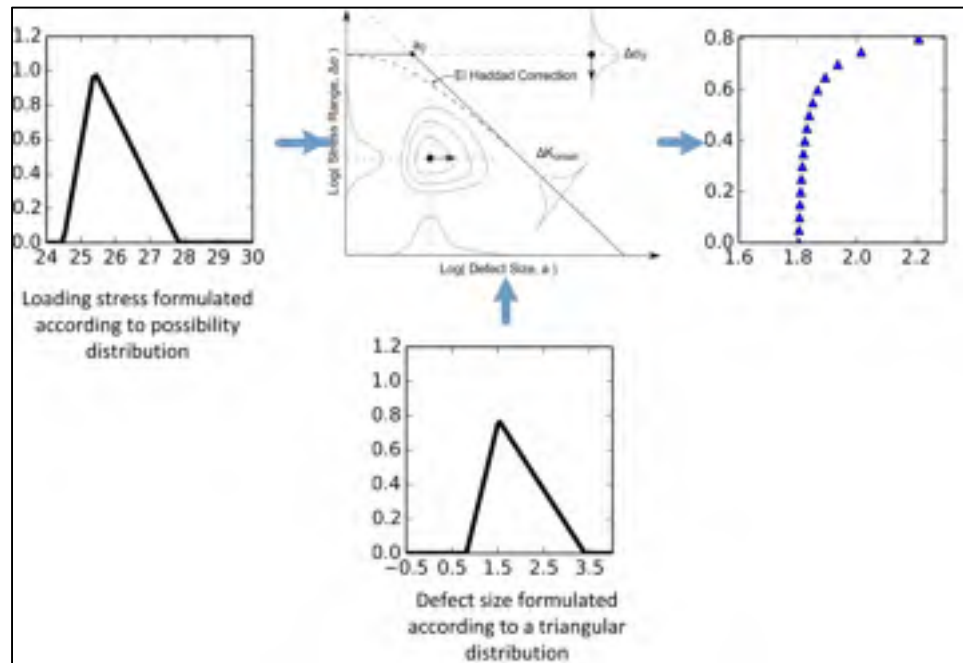 1.2
1.0
0.8
0.6
0.4
0.2
0.0
24 25 26 27 28 29 30
Loading stress formulated
according to possibility
distribution
Log( Stress Range, Δσ )
a₀
El Haddad Correction
ΔK
Log( Defect Size, a )
0.8
0.6
0.4
0.2
0.0
1.6 1.8 2.0 2.2
1.2
1.0
0.8
0.6
0.4
0.2
0.0
−0.5 0.5 1.5 2.5 3.5
Defect size formulated
according to a triangular
distribution